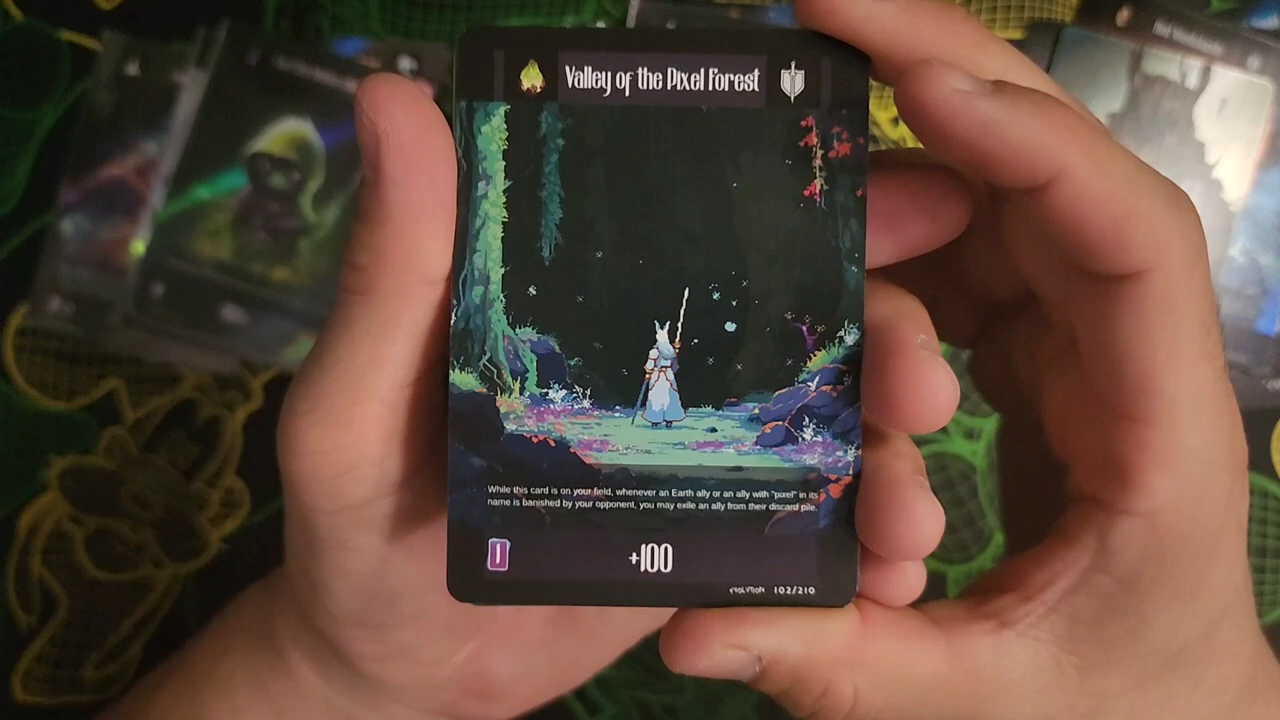 Valley of the Pixel Forest
While this card is on your field, whenever an Earth ally or an ally with "pixel" in its
name is banished by your opponent, you may exile an ally from their discard pile.
1
+100
EVOLUTION 102/210